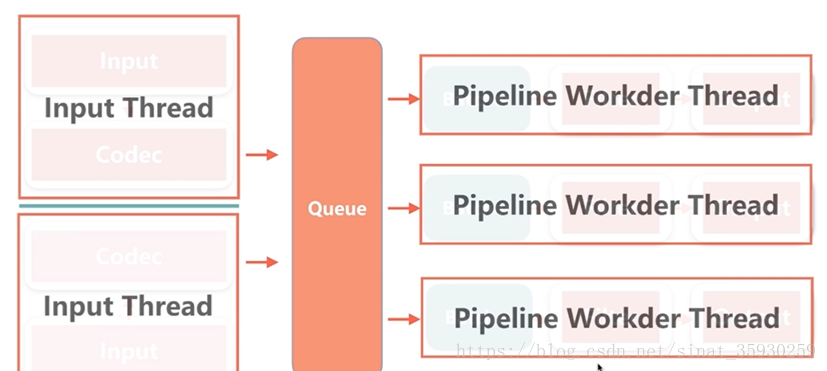 Input
Input Thread
Codec
Codec
Input Thread
Input
Queue
Pipeline Workder Thread
Pipeline Workder Thread
Pipeline Workder Thread
https://blog.csdn.net/sinat_35930259